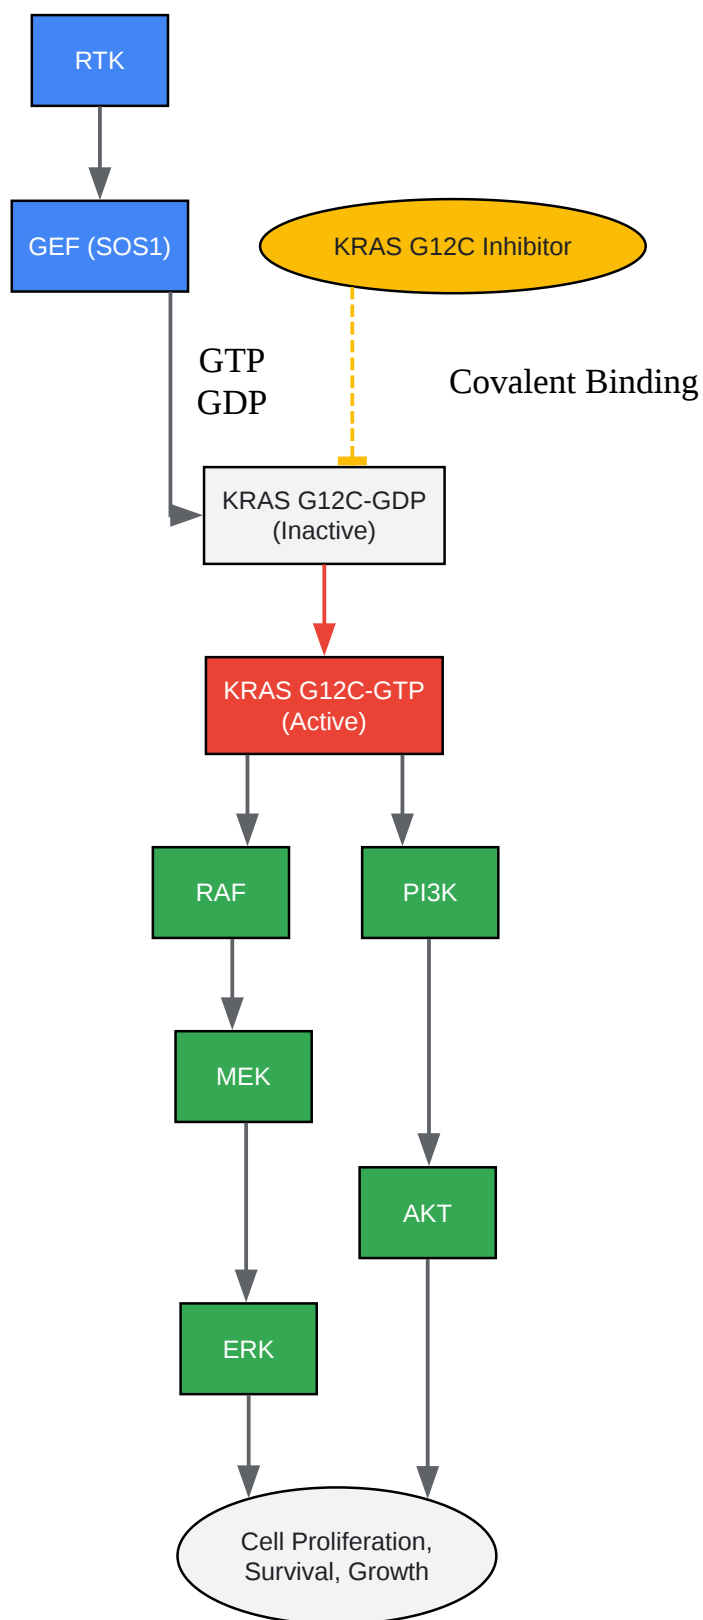 RTK
GEF (SOS1)
KRAS G12C Inhibitor
GTP
GDP
Covalent Binding
KRAS G12C-GDP
(Inactive)
KRAS G12C-GTP
(Active)
RAF
PI3K
MEK
AKT
ERK
Cell Proliferation,
Survival, Growth